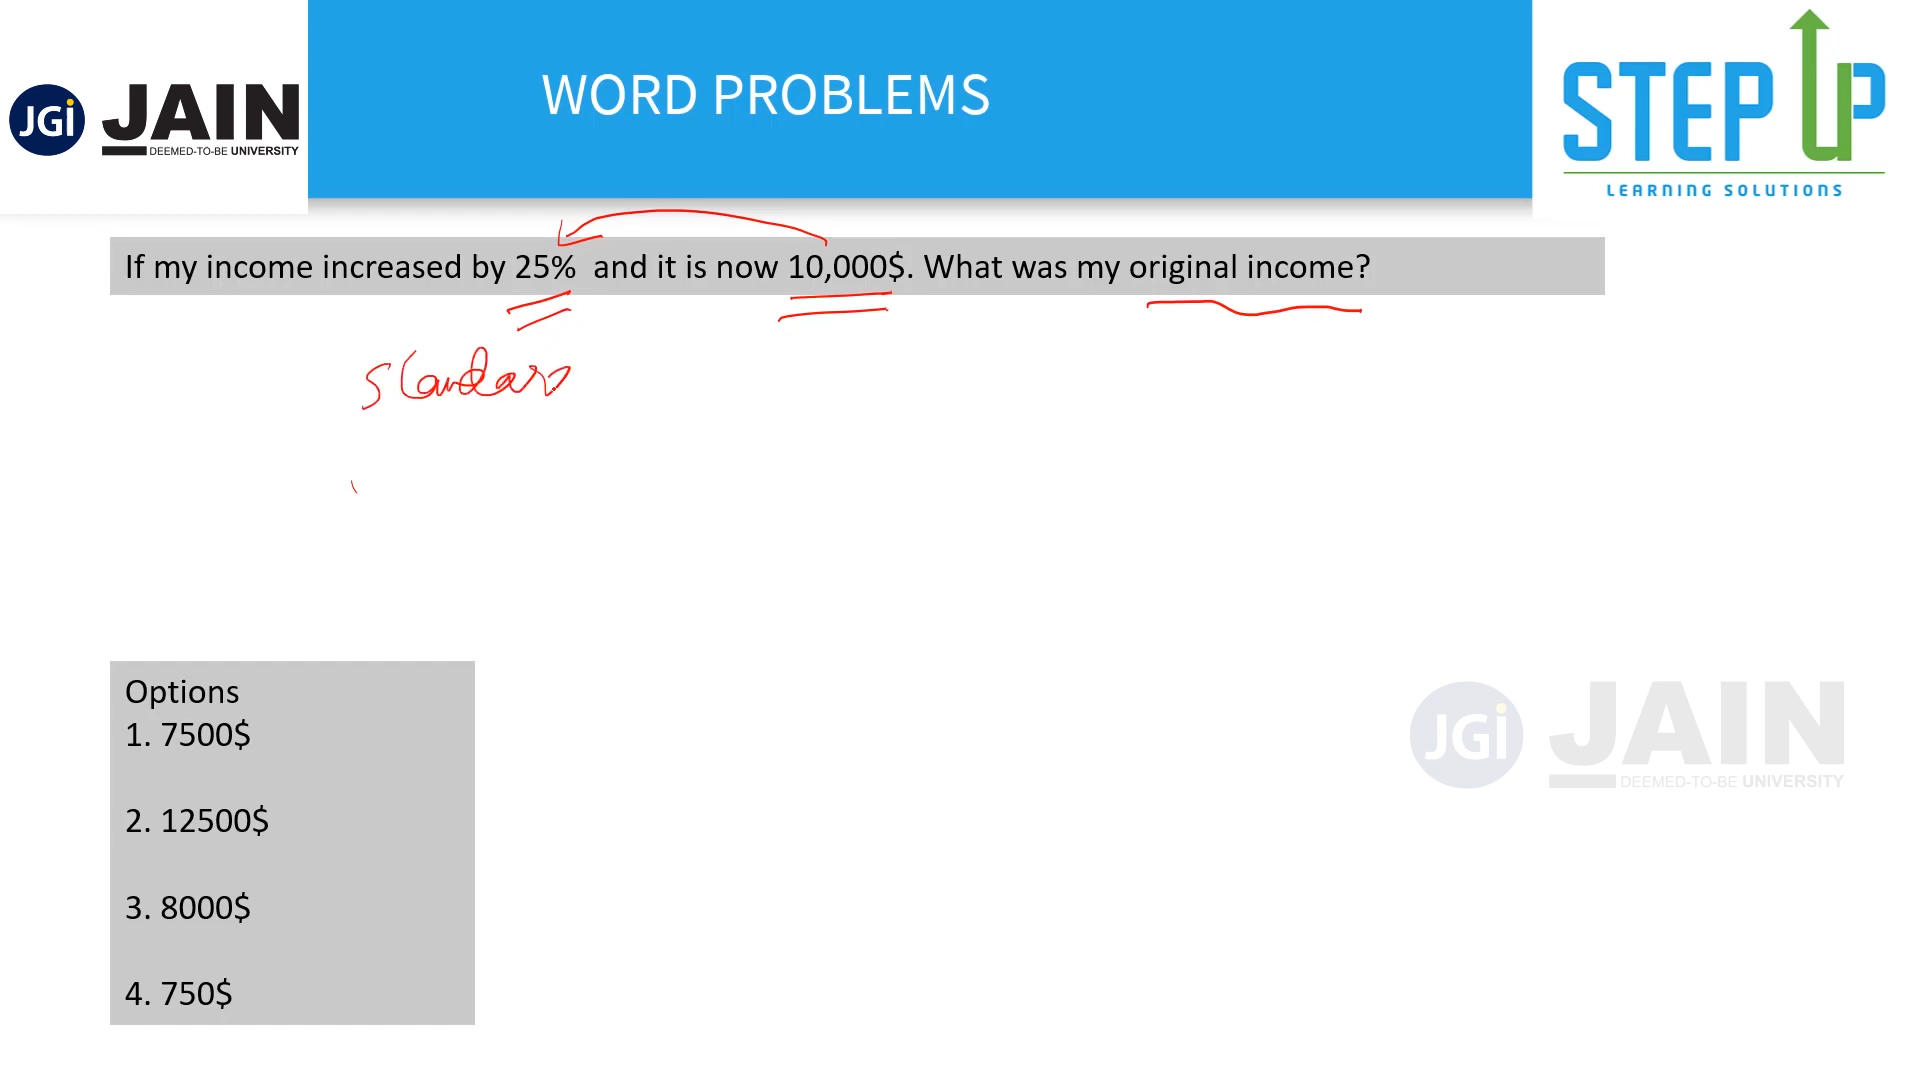 JGi JAIN
DEEMED-TO-BE UNIVERSITY
WORD PROBLEMS
STEP UP
LEARNING SOLUTIONS
If my income increased by 25% and it is now 10,000$. What was my original income?
Options
1. 7500$
2. 12500$
3. 8000$
4. 750$
JGi JAIN
DEEMED-TO-BE UNIVERSITY